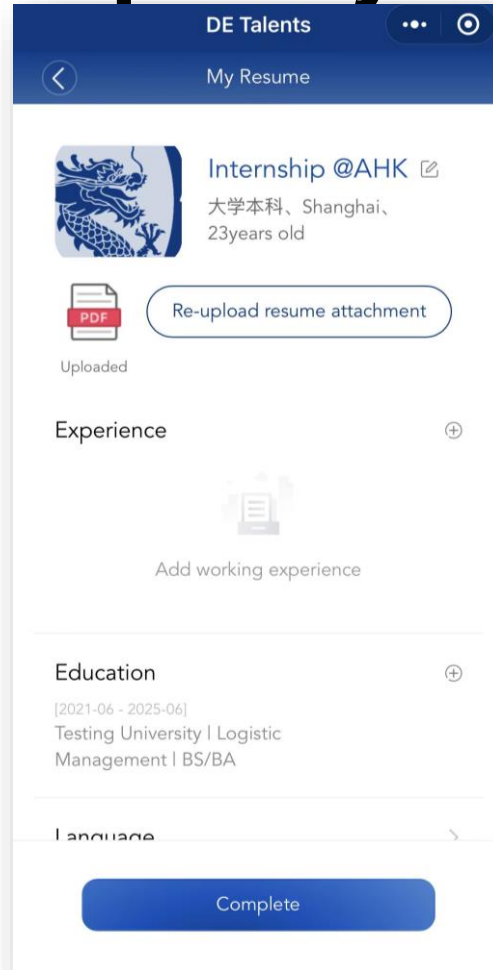 DE Talents
My Resume
Internship @AHK
大学本科、Shanghai、
23years old
PDF
Re-upload resume attachment
Uploaded
Experience
Add working experience
Education
[2021-06 - 2025-06]
Testing University | Logistic
Management | BS/BA
Language
Complete